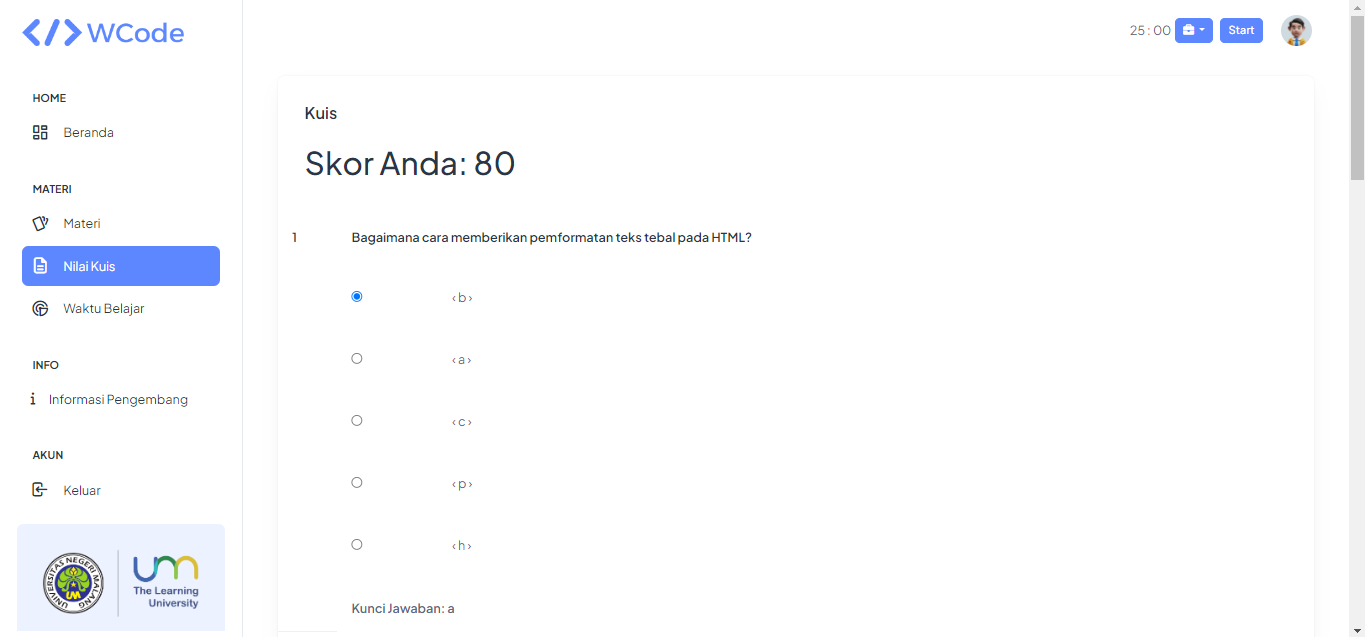 </> WCode
25 : 00
Start
HOME
Beranda
MATERI
Materi
Nilai Kuis
Waktu Belajar
INFO
i Informasi Pengembang
AKUN
Keluar
UNIVERSITAS NEGERI MALANG
um
The Learning
University
Kuis
Skor Anda: 80
1 Bagaimana cara memberikan pemformatan teks tebal pada HTML?
‹ b ›
‹ a ›
‹ c ›
‹ p ›
‹ h ›
Kunci Jawaban: a